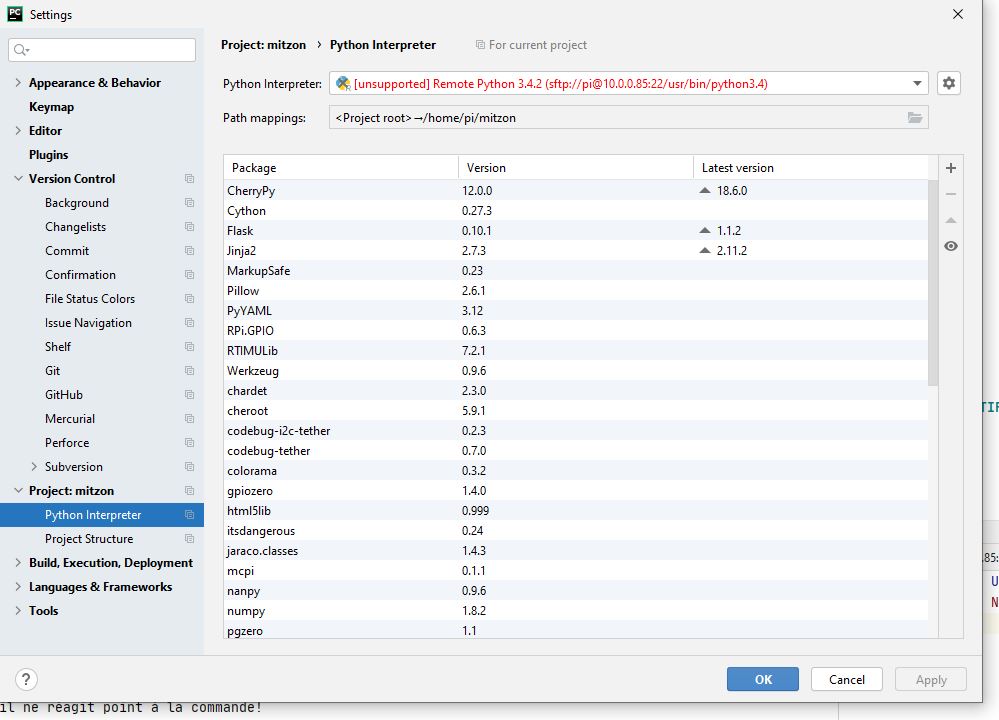 PC Settings
Project: mitzon › Python Interpreter For current project
Python Interpreter: [unsupported] Remote Python 3.4.2 (sftp://pi@10.0.0.85:22/usr/bin/python3.4)
Path mappings: <Project root>→/home/pi/mitzon
Appearance & Behavior
Keymap
Editor
Plugins
Version Control
Background
Changelists
Commit
Confirmation
File Status Colors
Issue Navigation
Shelf
Git
GitHub
Mercurial
Perforce
Subversion
Project: mitzon
Python Interpreter
Project Structure
Build, Execution, Deployment
Languages & Frameworks
Tools
Package Version Latest version
CherryPy 12.0.0 18.6.0
Cython 0.27.3
Flask 0.10.1 1.1.2
Jinja2 2.7.3 2.11.2
MarkupSafe 0.23
Pillow 2.6.1
PyYAML 3.12
RPi.GPIO 0.6.3
RTIMULib 7.2.1
Werkzeug 0.9.6
chardet 2.3.0
cheroot 5.9.1
codebug-i2c-tether 0.2.3
codebug-tether 0.7.0
colorama 0.3.2
gpiozero 1.4.0
html5lib 0.999
itsdangerous 0.24
jaraco.classes 1.4.3
mcpi 0.1.1
nanpy 0.9.6
numpy 1.8.2
pgzero 1.1
TIF
.85:
U
N
? OK Cancel Apply
il ne réagit point à la commande!